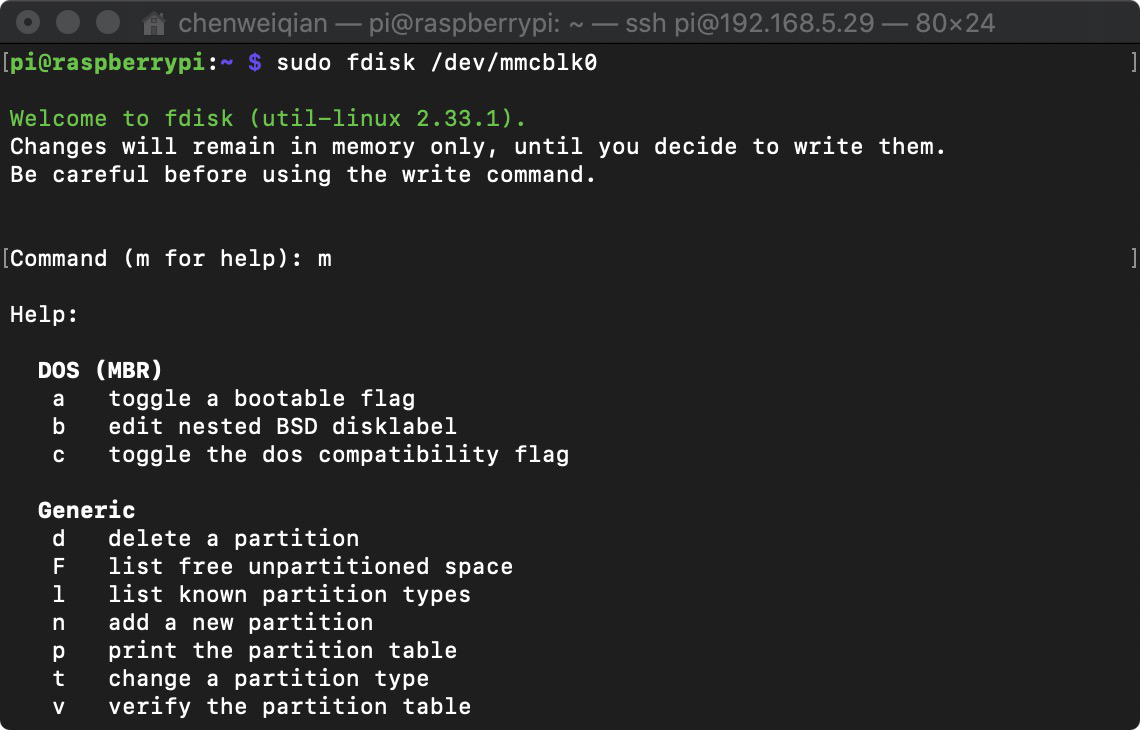 chenweiqian — pi@raspberrypi: ~ — ssh pi@192.168.5.29 — 80×24
[pi@raspberrypi:~ $ sudo fdisk /dev/mmcblk0 ]
Welcome to fdisk (util-linux 2.33.1).
Changes will remain in memory only, until you decide to write them.
Be careful before using the write command.
[Command (m for help): m ]
Help:
DOS (MBR)
a toggle a bootable flag
b edit nested BSD disklabel
c toggle the dos compatibility flag
Generic
d delete a partition
F list free unpartitioned space
l list known partition types
n add a new partition
p print the partition table
t change a partition type
v verify the partition table